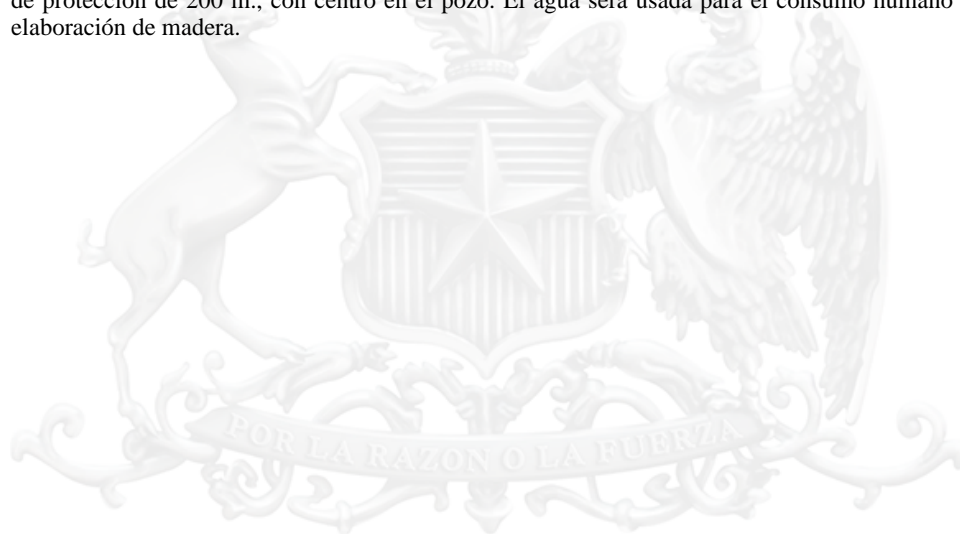 de protección de 200 m., con centro en el pozo. El agua será usada para el consumo humano
elaboración de madera.
POR LA RAZON O LA FUERZA